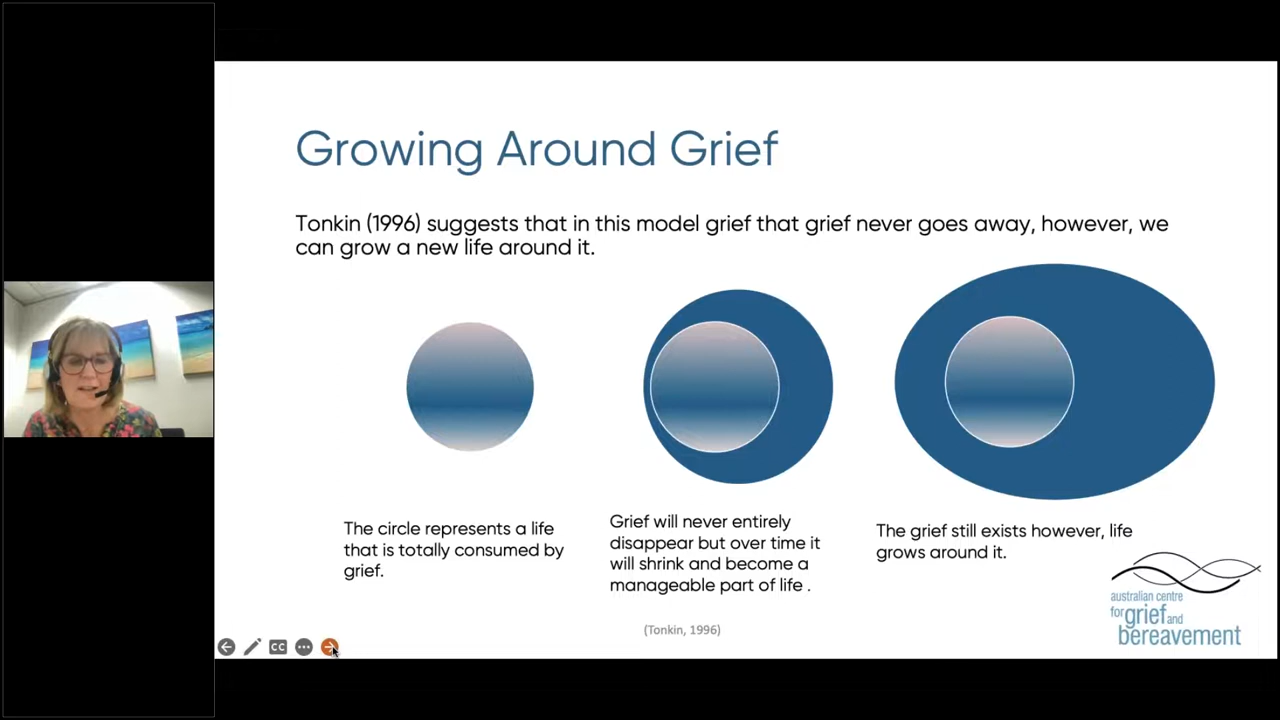 Growing Around Grief
Tonkin (1996) suggests that in this model grief that grief never goes away, however, we
can grow a new life around it.
The circle represents a life
that is totally consumed by
grief.
Grief will never entirely
disappear but over time it
will shrink and become a
manageable part of life .
The grief still exists however, life
grows around it.
(Tonkin, 1996)
australian centre
for grief and
bereavement
CC